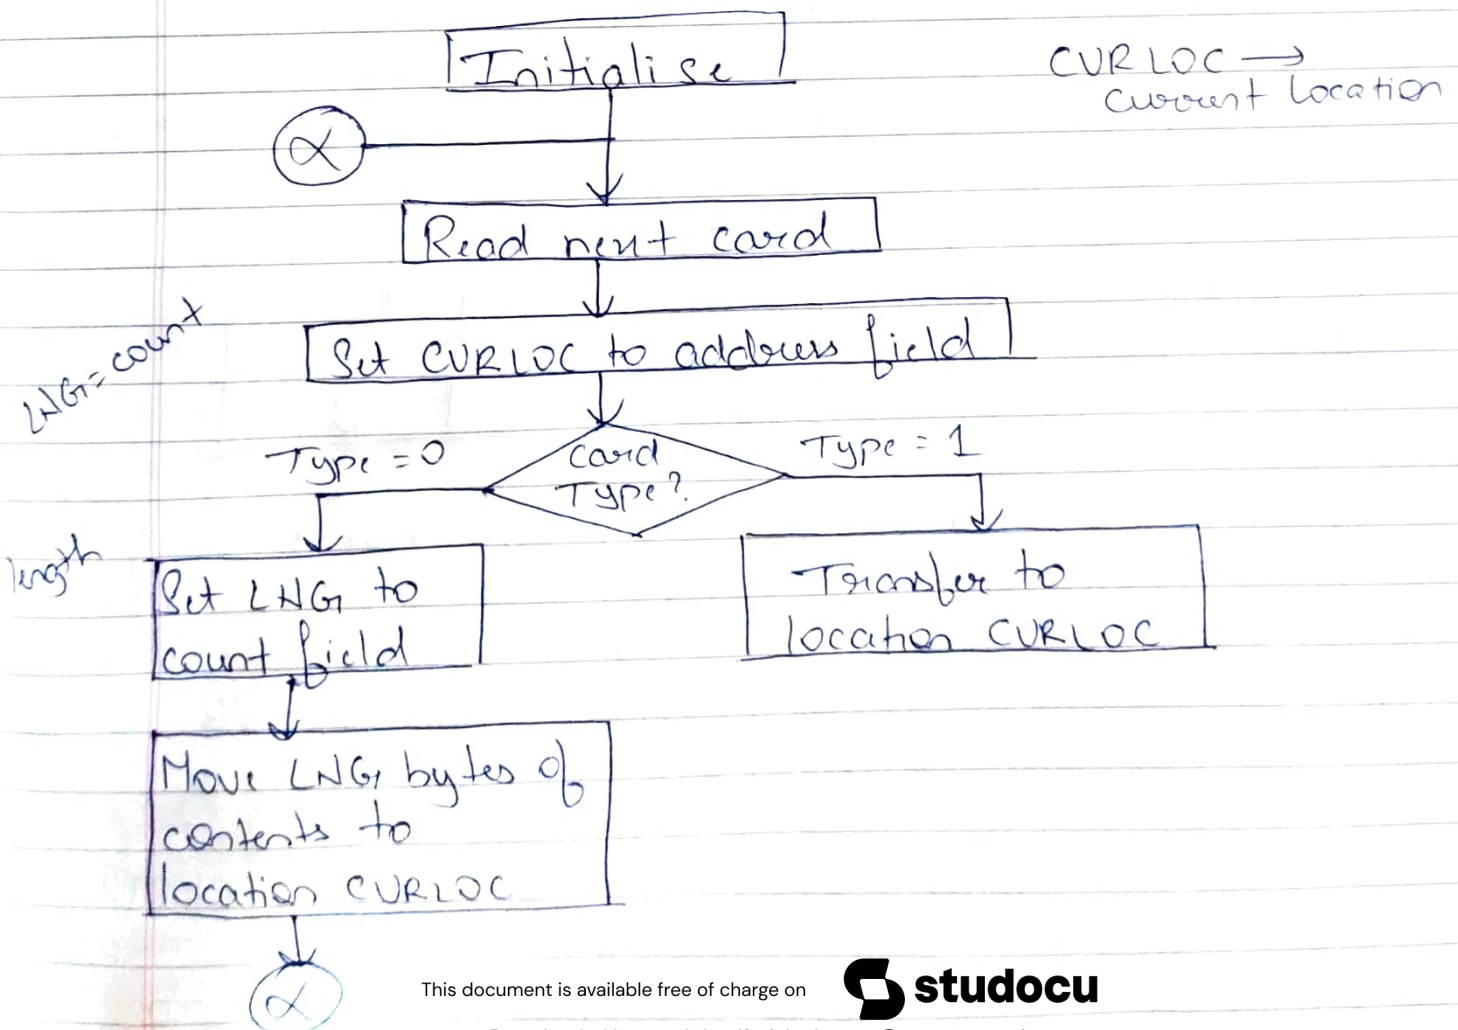 Initialise
CURLOC →
current location
α
Read next card
LNG = count
Set CURLOC to address field
Type = 0
card
Type?
Type = 1
length
Set LNG to
count field
Transfer to
location CURLOC
Move LNG bytes of
contents to
location CURLOC
α
This document is available free of charge on
studocu